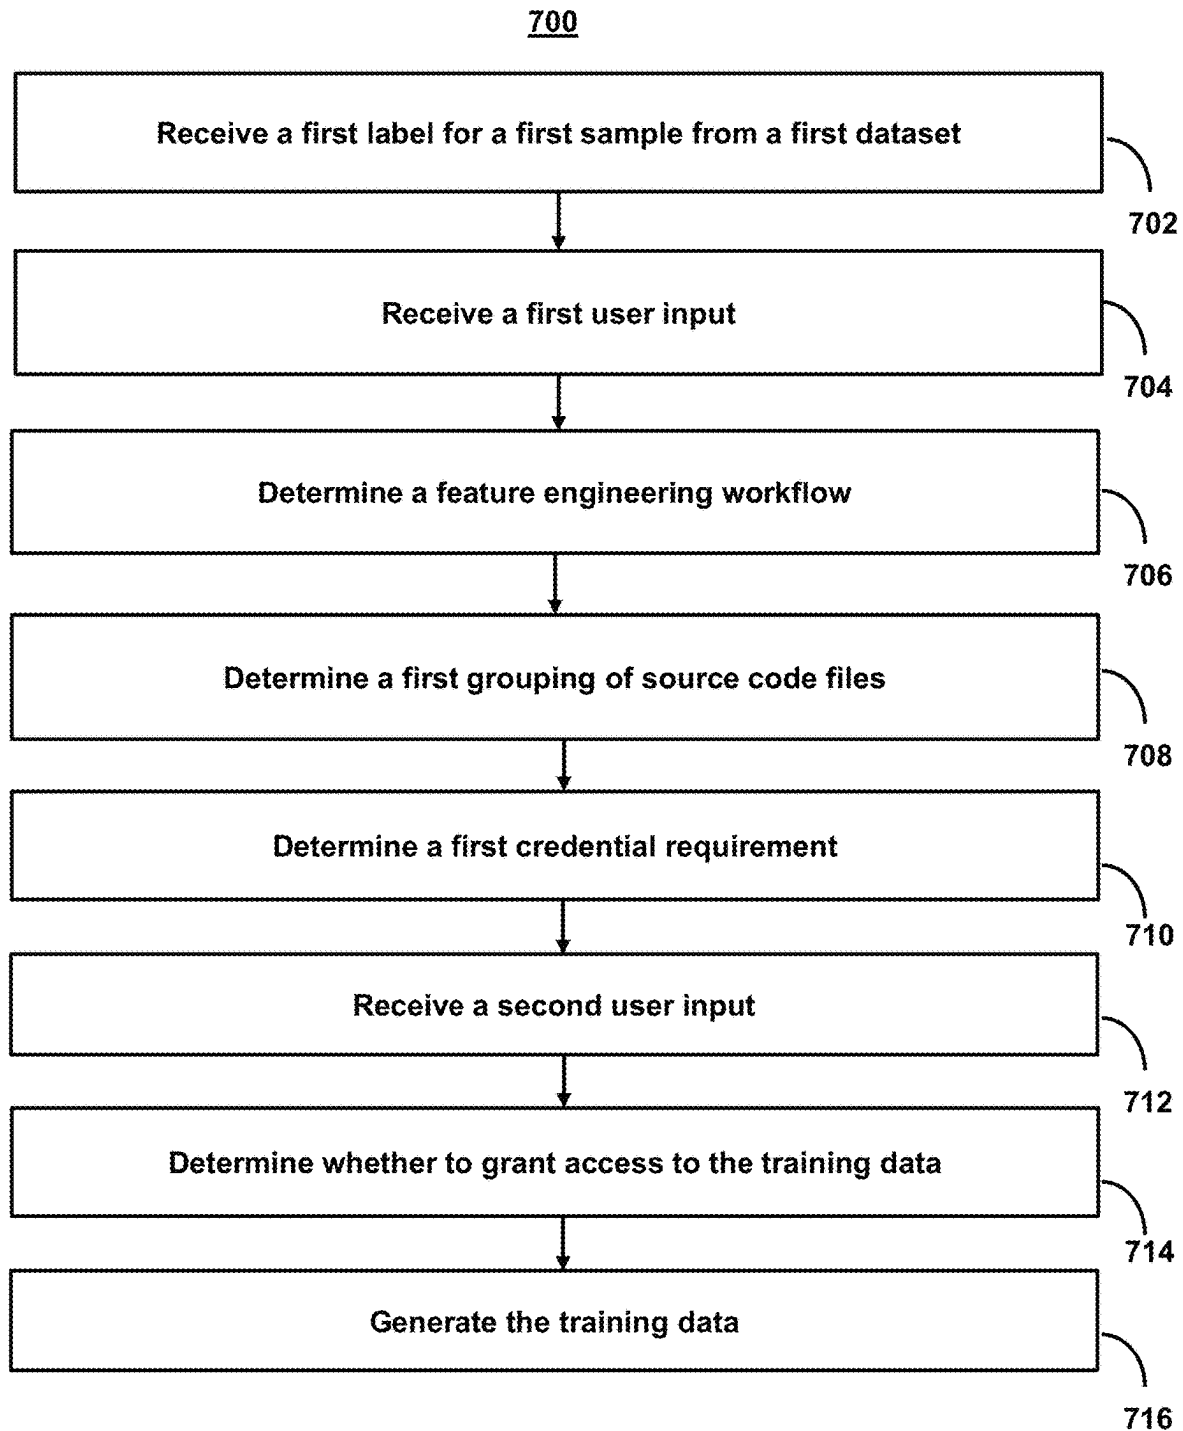 700
Receive a first label for a first sample from a first dataset
702
Receive a first user input
704
Determine a feature engineering workflow
706
Determine a first grouping of source code files
708
Determine a first credential requirement
710
Receive a second user input
712
Determine whether to grant access to the training data
714
Generate the training data
716